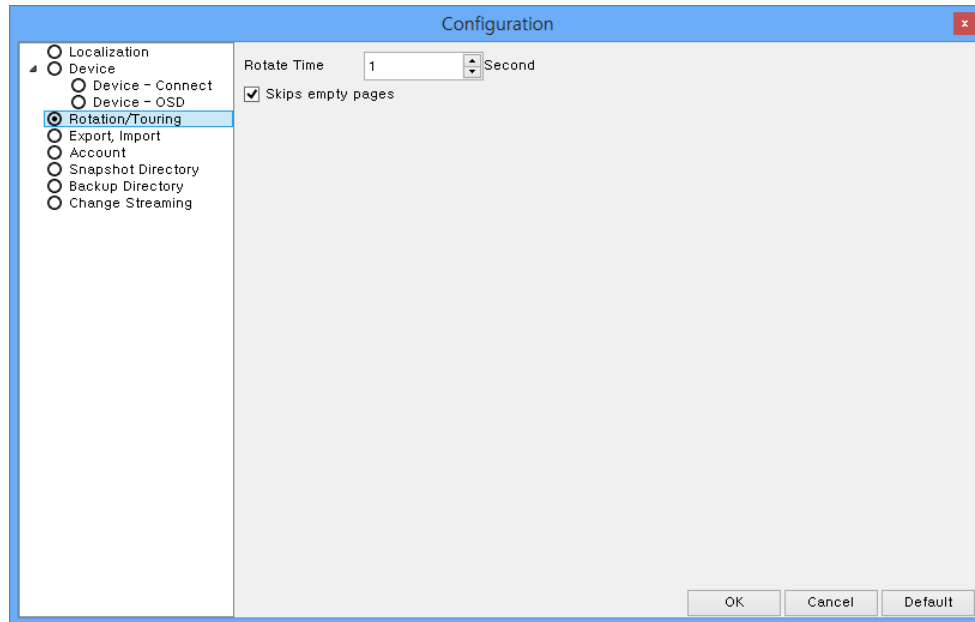 Configuration
x
Localization
Device
Device - Connect
Device - OSD
Rotation/Touring
Export, Import
Account
Snapshot Directory
Backup Directory
Change Streaming
Rotate Time 1 Second
Skips empty pages
OK Cancel Default